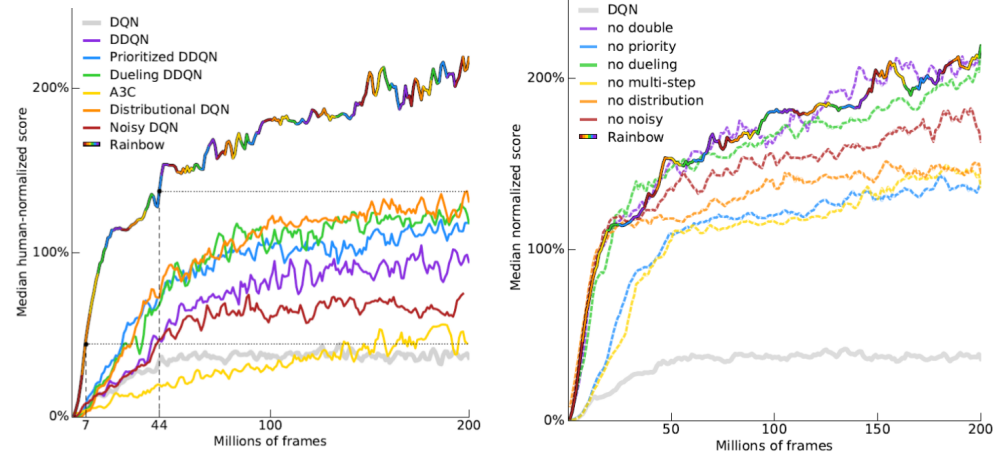 DQN
DDQN
Prioritized DDQN
Dueling DDQN
A3C
Distributional DQN
Noisy DQN
Rainbow
Median human-normalized score
200%
100%
0%
7
44
100
200
Millions of frames
DQN
no double
no priority
no dueling
no multi-step
no distribution
no noisy
Rainbow
Median normalized score
200%
100%
0%
50
100
150
200
Millions of frames